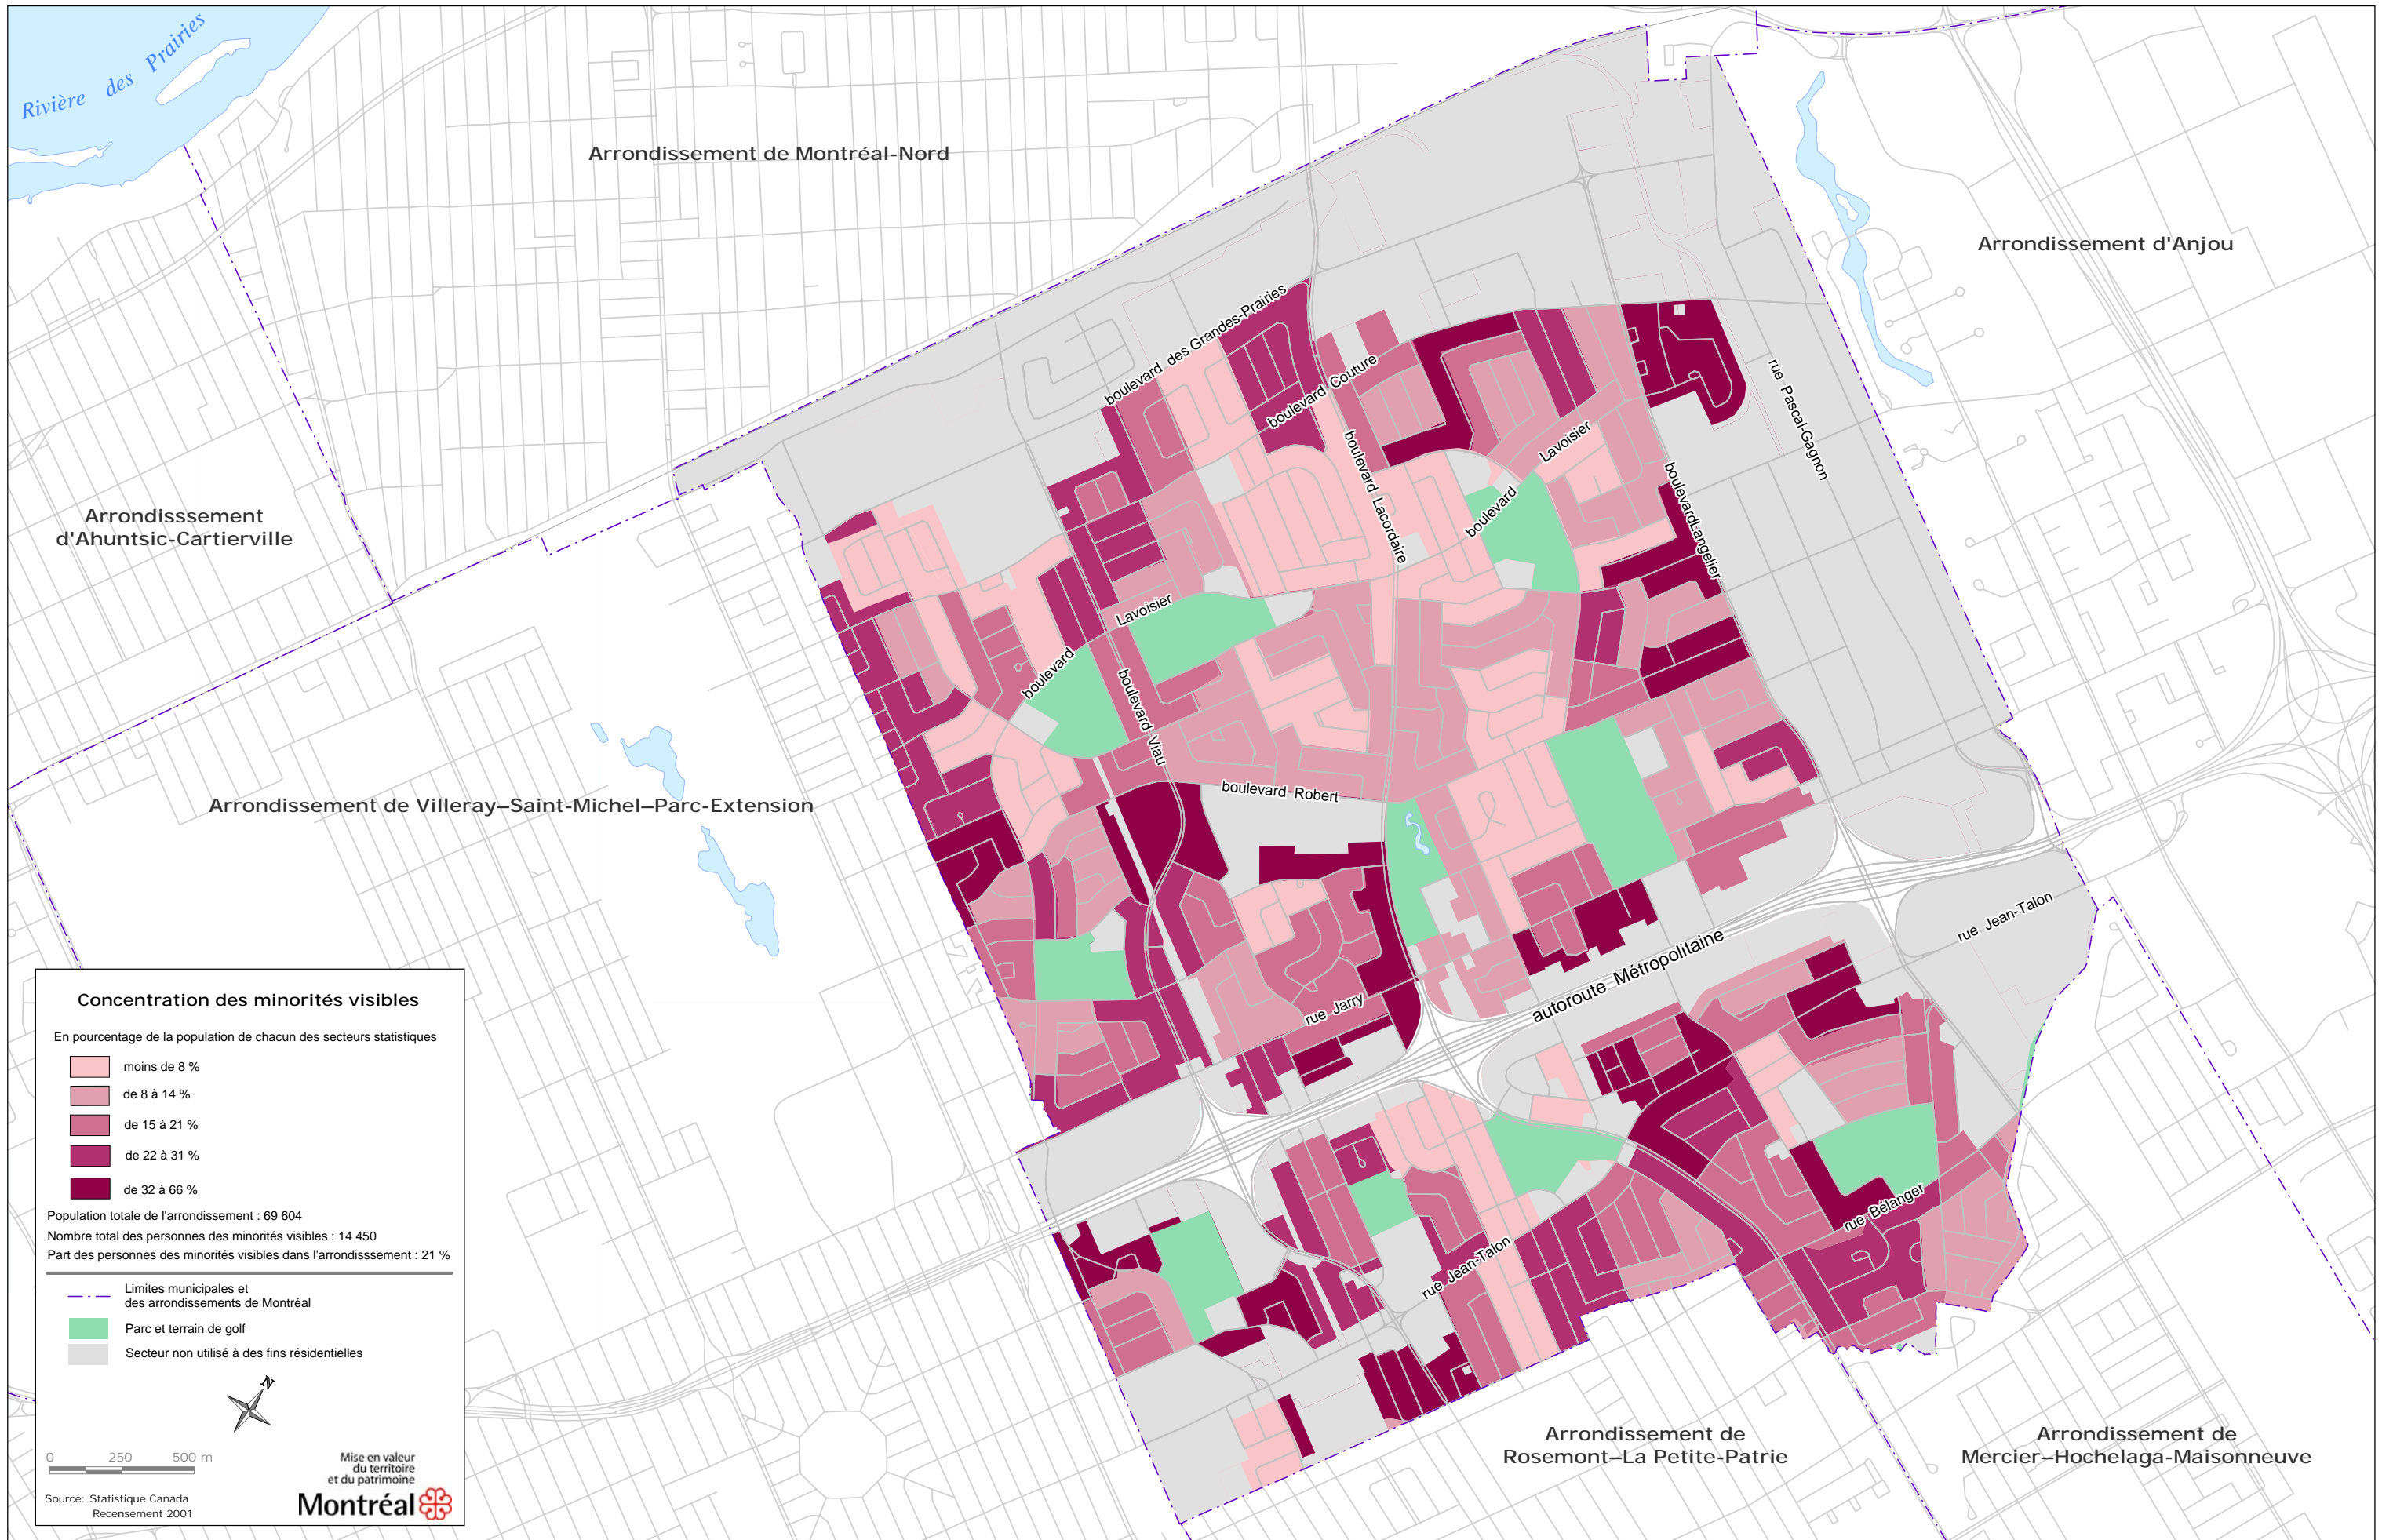 Rivière des Prairies
Arrondissement de Montréal-Nord
Arrondissement d'Anjou
boulevard des Grandes-Prairies
boulevard Couture
rue Pascal-Gagnon
Lavoisier
boulevard Lacordaire
boulevard
boulevardLangelier
Arrondisssement
d'Ahuntsic-Cartierville
Lavoisier
boulevard
boulevard Viau
boulevard Robert
Arrondissement de Villeray–Saint-Michel–Parc-Extension
rue Jean-Talon
autoroute Métropolitaine
rue Jarry
rue Bélanger
rue Jean-Talon
Arrondissement de
Rosemont–La Petite-Patrie
Arrondissement de
Mercier–Hochelaga-Maisonneuve
Concentration des minorités visibles
En pourcentage de la population de chacun des secteurs statistiques
moins de 8 %
de 8 à 14 %
de 15 à 21 %
de 22 à 31 %
de 32 à 66 %
Population totale de l'arrondissement : 69 604
Nombre total des personnes des minorités visibles : 14 450
Part des personnes des minorités visibles dans l'arrondisssement : 21 %
Limites municipales et
des arrondissements de Montréal
Parc et terrain de golf
Secteur non utilisé à des fins résidentielles
N
0 250 500 m
Mise en valeur
du territoire
et du patrimoine
Montréal
Source: Statistique Canada
Recensement 2001